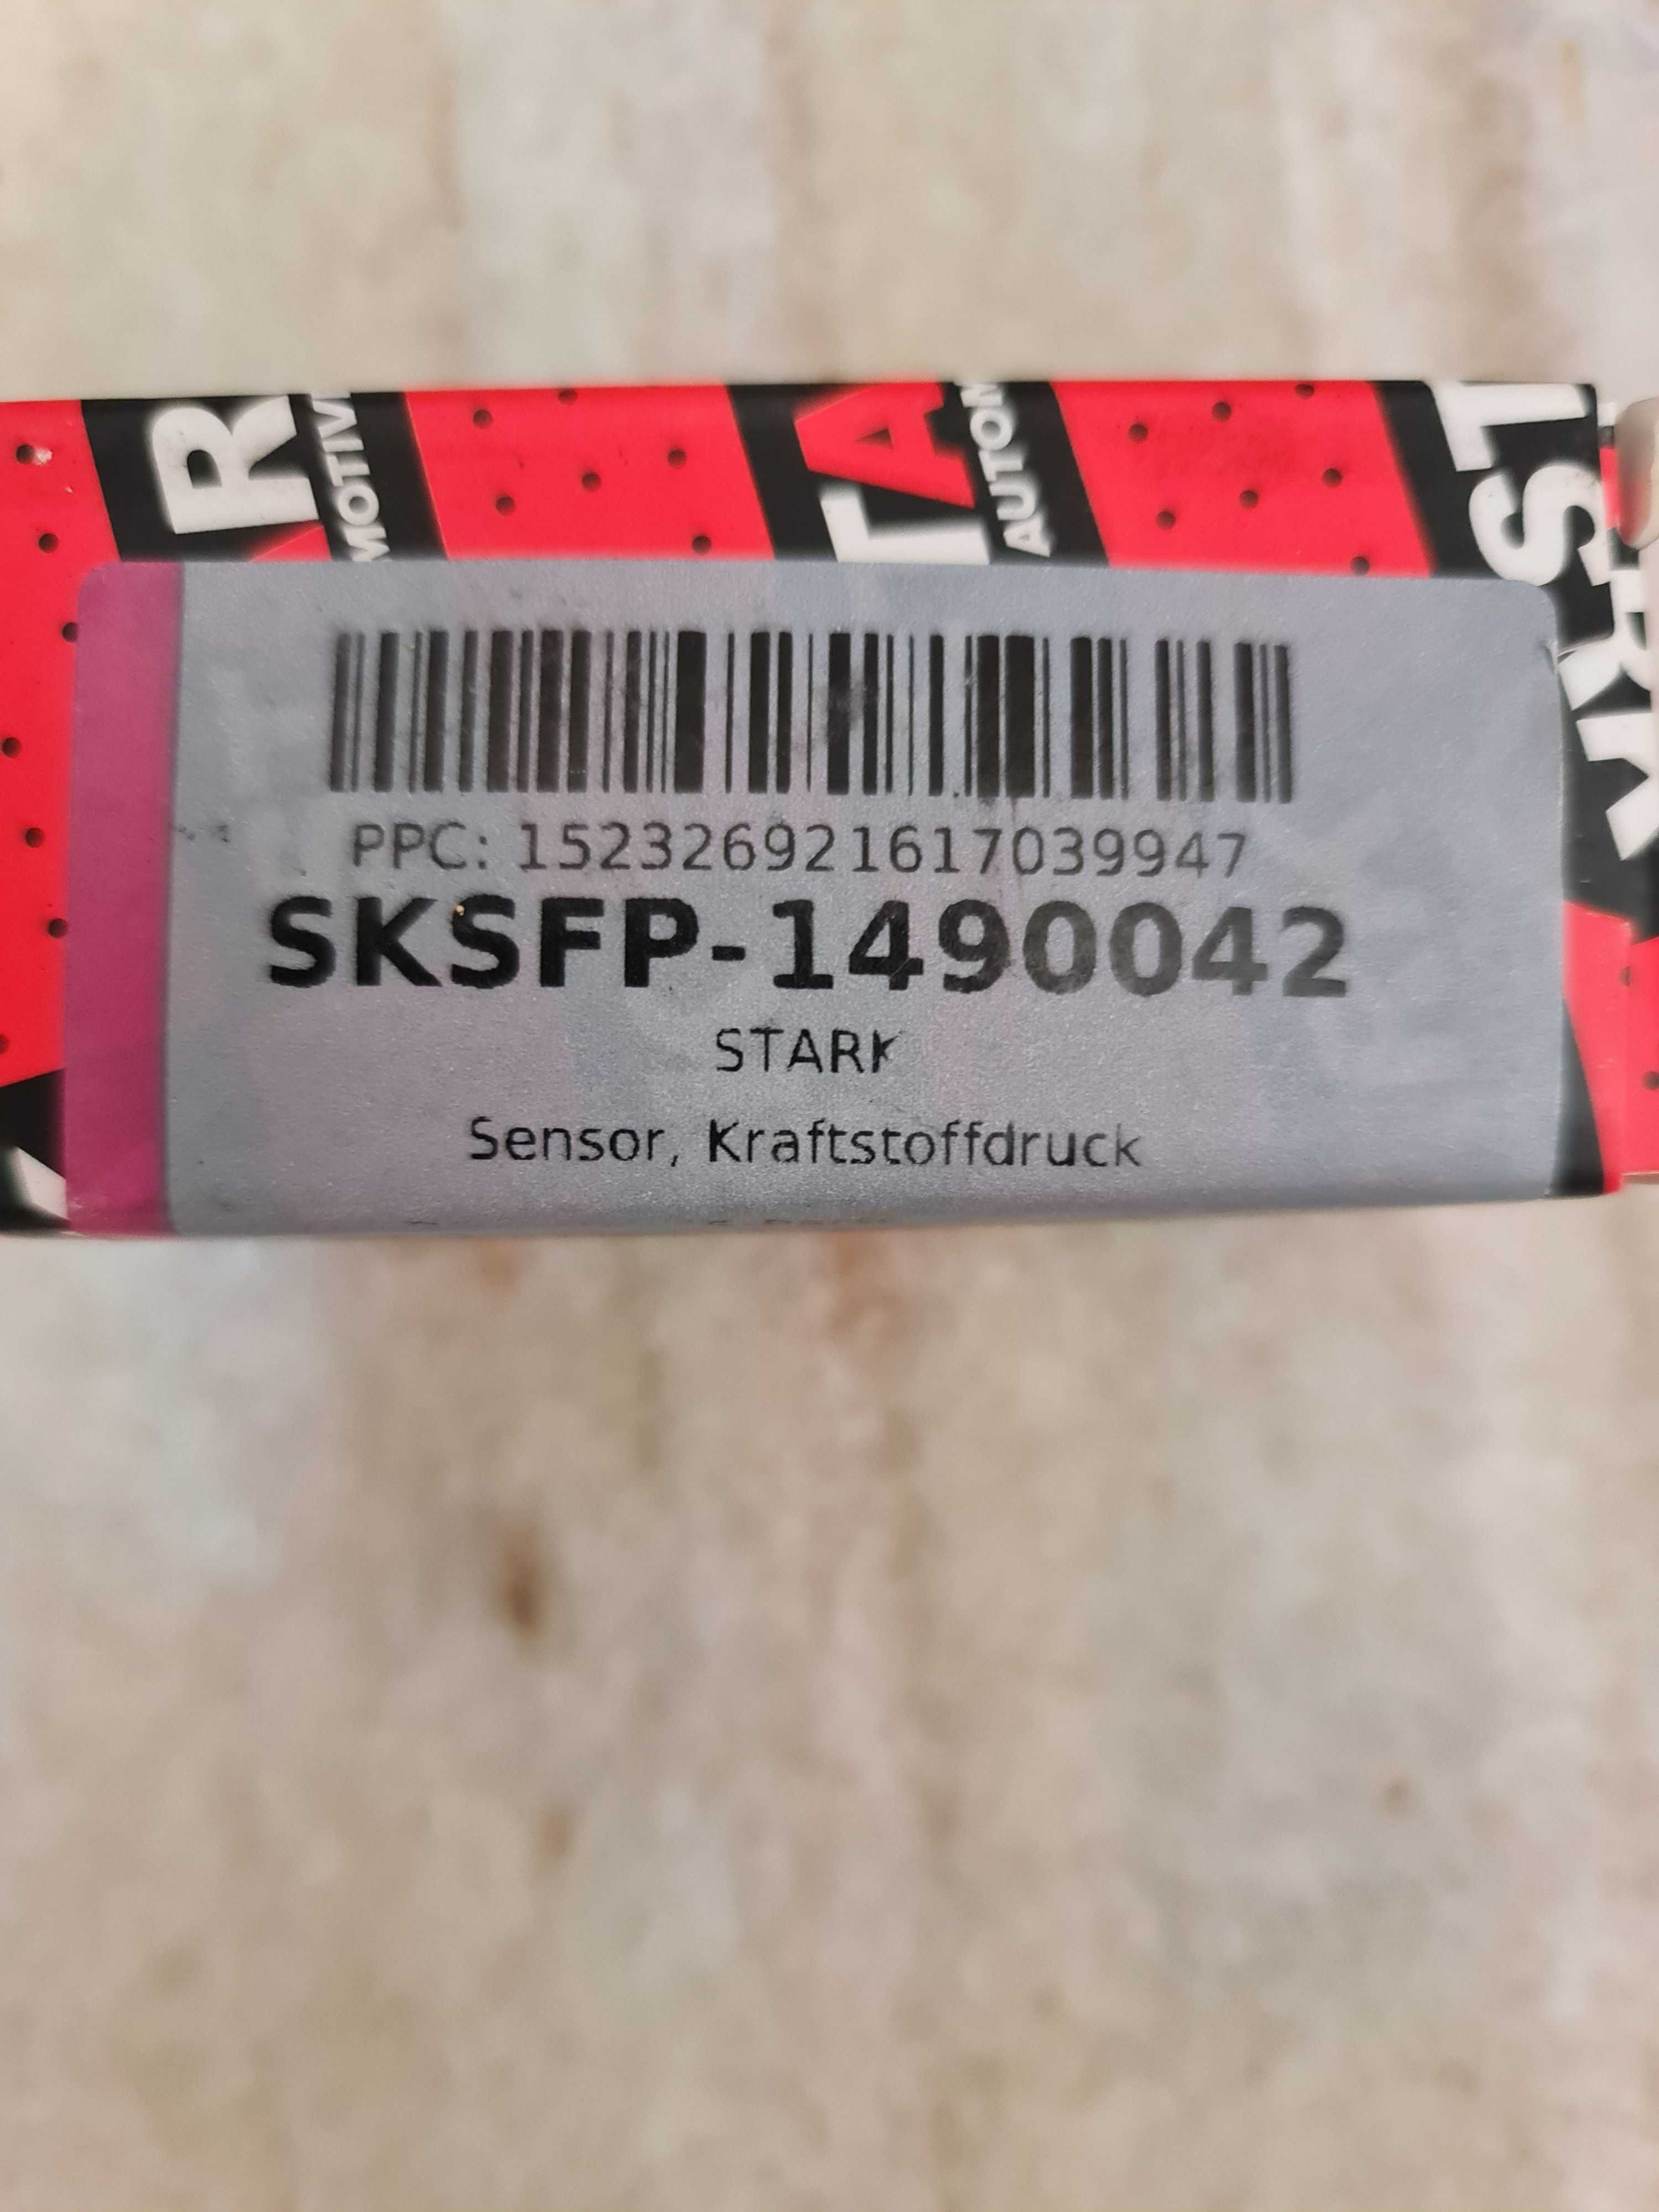 PPC: 152326921617039947
SKSFP-1490042
STARK
Sensor, Kraftstoffdruck